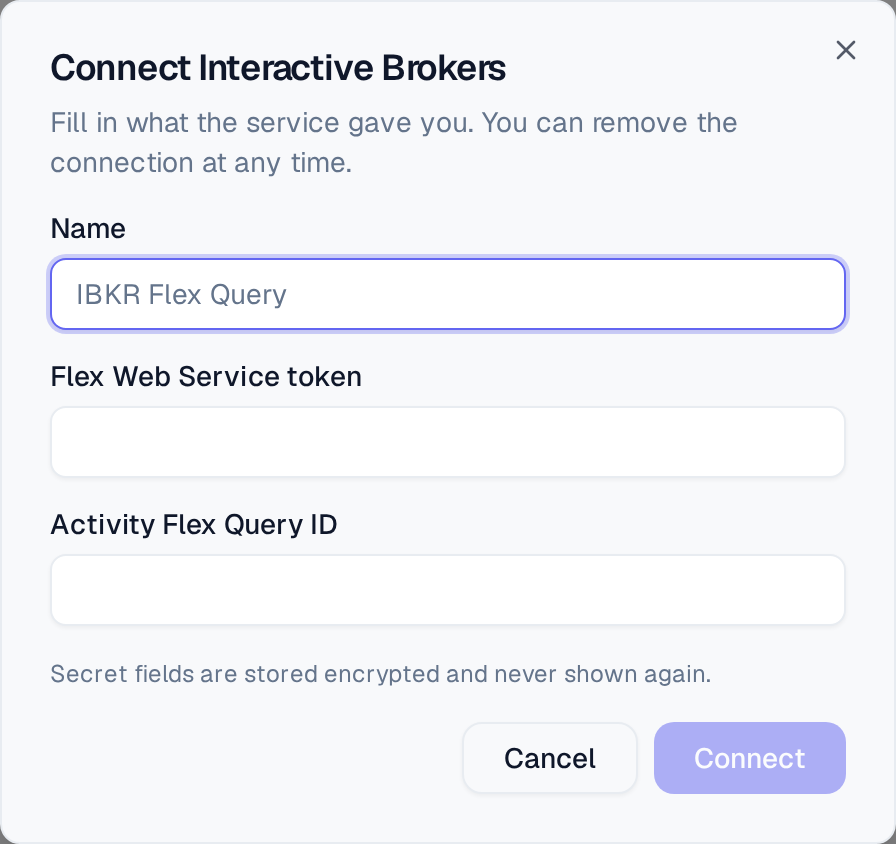 Connect Interactive Brokers
Fill in what the service gave you. You can remove the
connection at any time.
Name
IBKR Flex Query
Flex Web Service token
Activity Flex Query ID
Secret fields are stored encrypted and never shown again.
Cancel
Connect